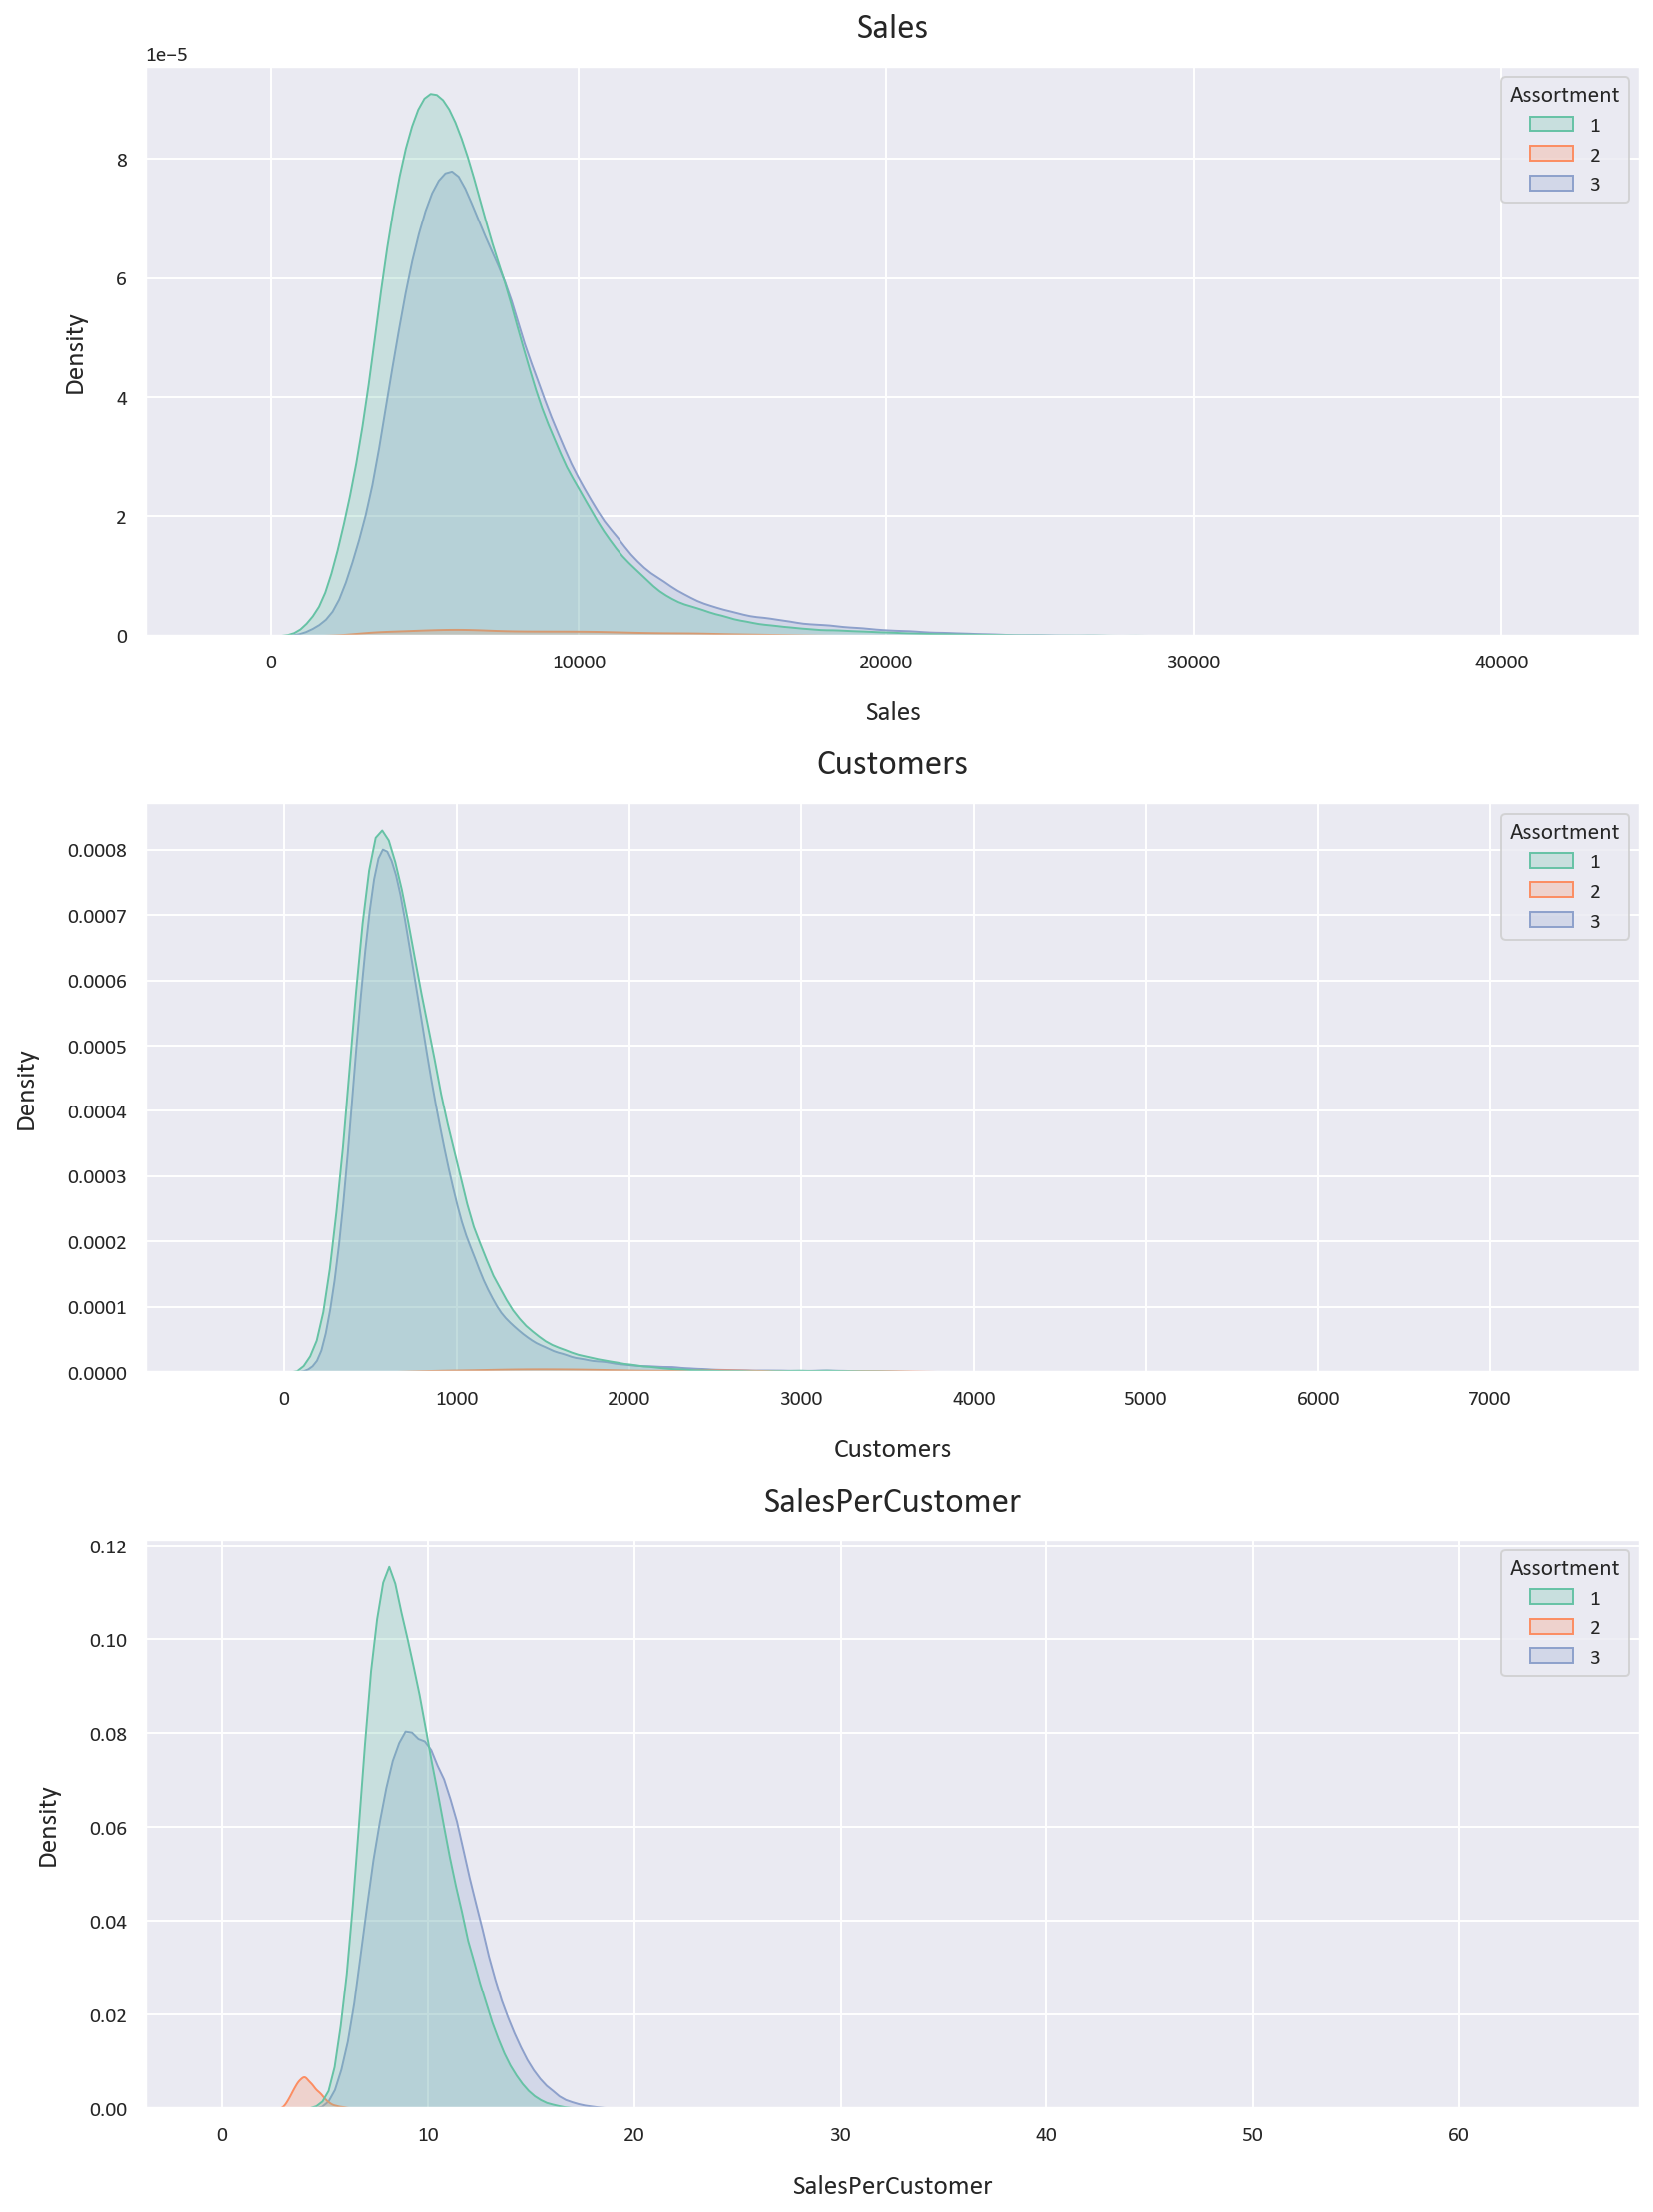 Sales
1e−5
Assortment
1
2
3
8
6
4
2
0
Density
0 10000 20000 30000 40000
Sales
Customers
Assortment
1
2
3
0.0008
0.0007
0.0006
0.0005
0.0004
0.0003
0.0002
0.0001
0.0000
Density
0 1000 2000 3000 4000 5000 6000 7000
Customers
SalesPerCustomer
Assortment
1
2
3
0.12
0.10
0.08
0.06
0.04
0.02
0.00
Density
0 10 20 30 40 50 60
SalesPerCustomer